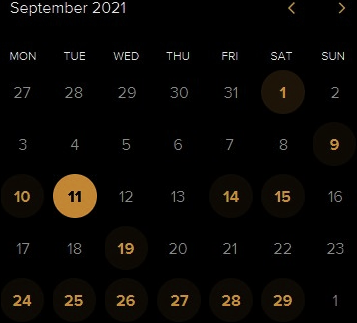 September 2021
MON TUE WED THU FRI SAT SUN
27 28 29 30 31 1 2
3 4 5 6 7 8 9
10 11 12 13 14 15 16
17 18 19 20 21 22 23
24 25 26 27 28 29 1